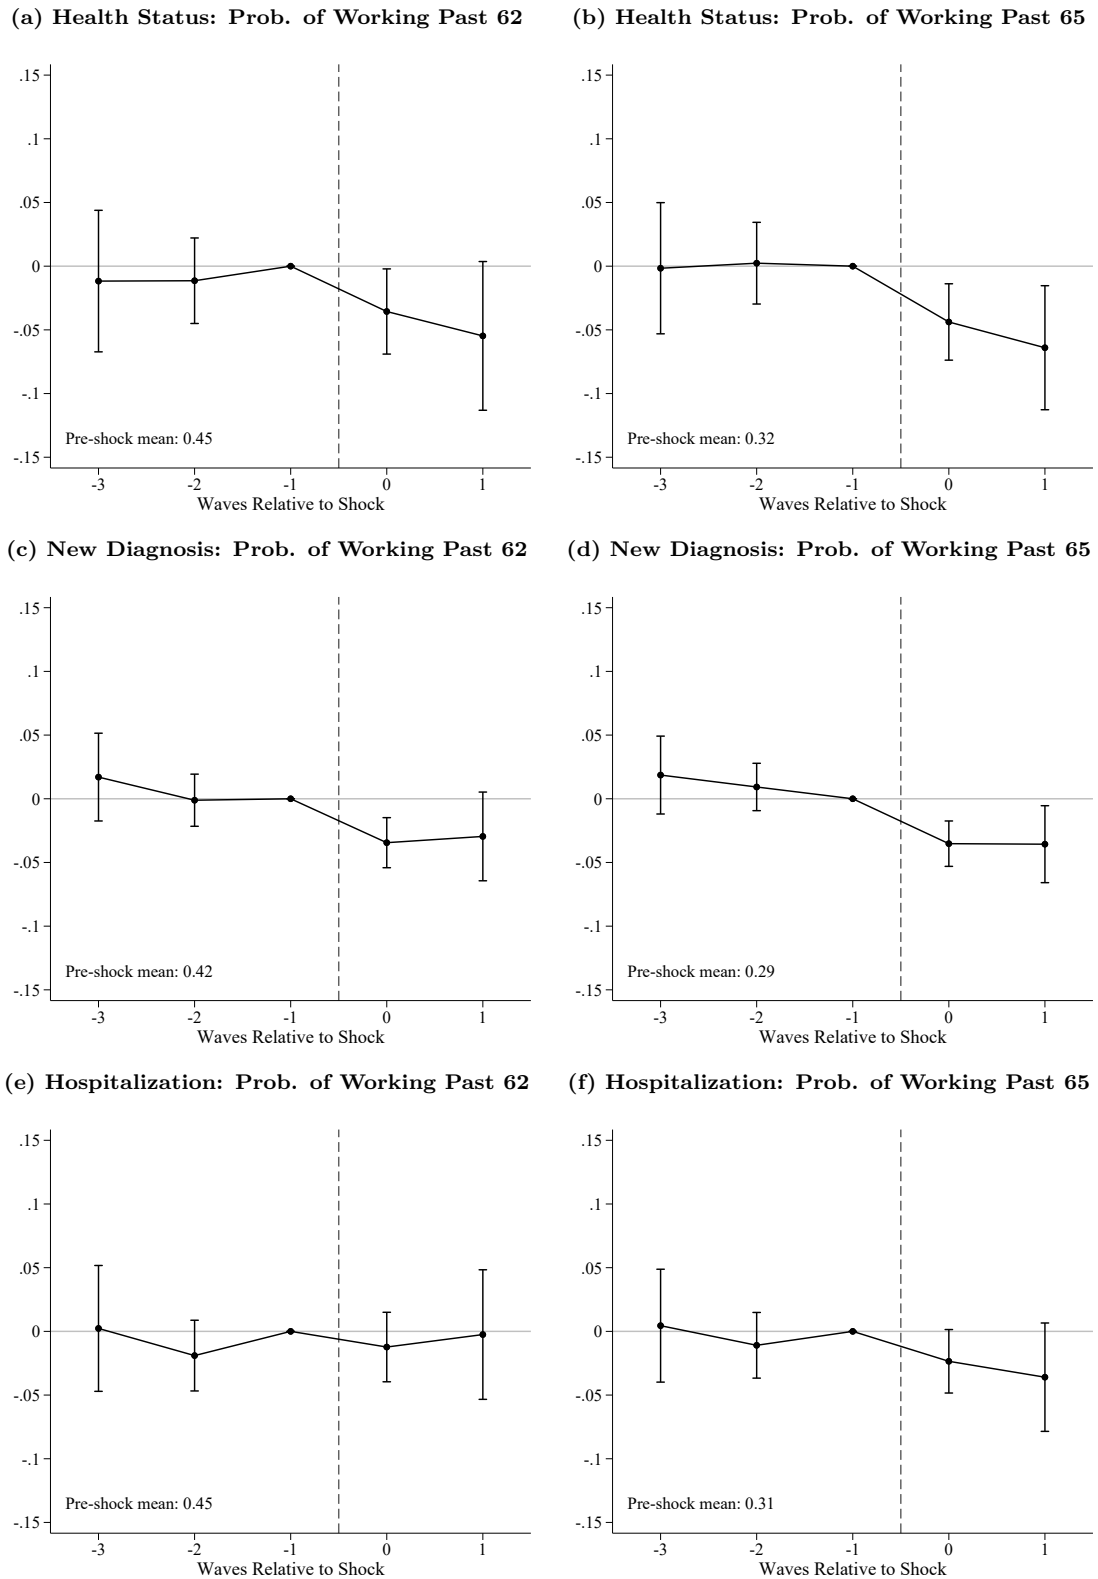 (a) Health Status: Prob. of Working Past 62
.15
.1
.05
0
-.05
-.1
-.15
Pre-shock mean: 0.45
-3 -2 -1 0 1
Waves Relative to Shock
(b) Health Status: Prob. of Working Past 65
.15
.1
.05
0
-.05
-.1
-.15
Pre-shock mean: 0.32
-3 -2 -1 0 1
Waves Relative to Shock
(c) New Diagnosis: Prob. of Working Past 62
.15
.1
.05
0
-.05
-.1
-.15
Pre-shock mean: 0.42
-3 -2 -1 0 1
Waves Relative to Shock
(d) New Diagnosis: Prob. of Working Past 65
.15
.1
.05
0
-.05
-.1
-.15
Pre-shock mean: 0.29
-3 -2 -1 0 1
Waves Relative to Shock
(e) Hospitalization: Prob. of Working Past 62
.15
.1
.05
0
-.05
-.1
-.15
Pre-shock mean: 0.45
-3 -2 -1 0 1
Waves Relative to Shock
(f) Hospitalization: Prob. of Working Past 65
.15
.1
.05
0
-.05
-.1
-.15
Pre-shock mean: 0.31
-3 -2 -1 0 1
Waves Relative to Shock